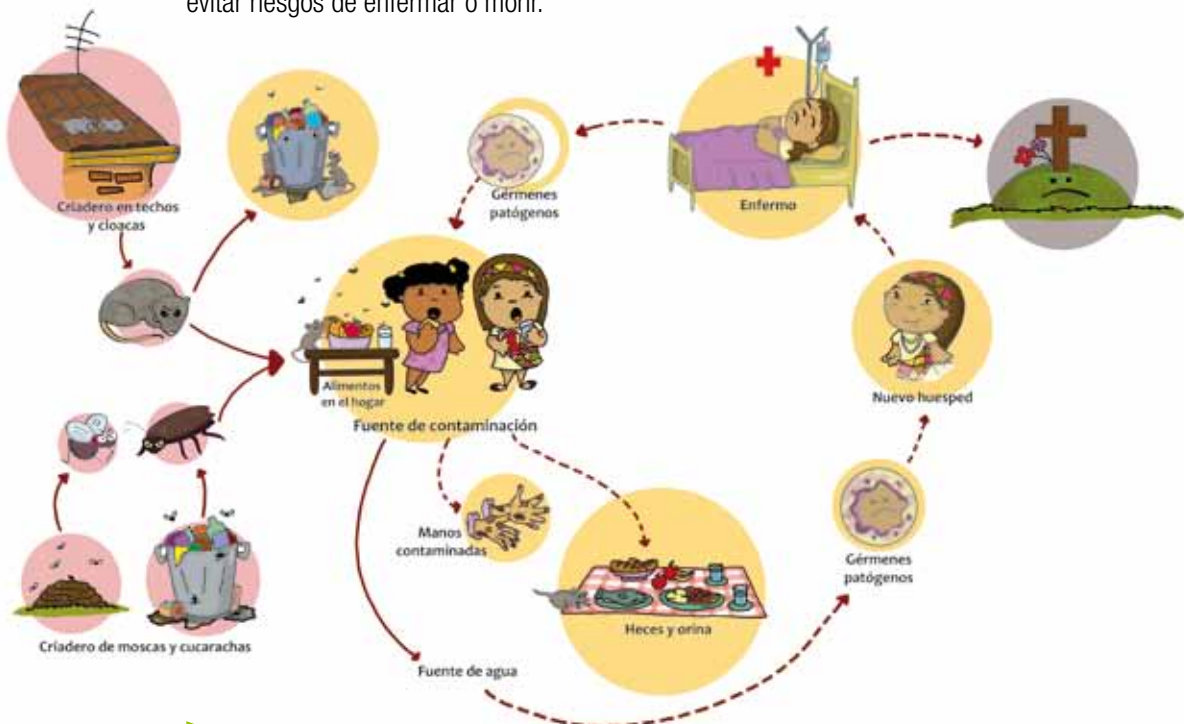 evitar riesgos de enfermar o morir.
Criadero en techos
y cloacas
Gérmenes
patógenos
Enfermo
Alimentos
en el hogar
Fuente de contaminación
Nuevo huesped
Manos
contaminadas
Gérmenes
patógenos
Heces y orina
Criadero de moscas y cucarachas
Fuente de agua